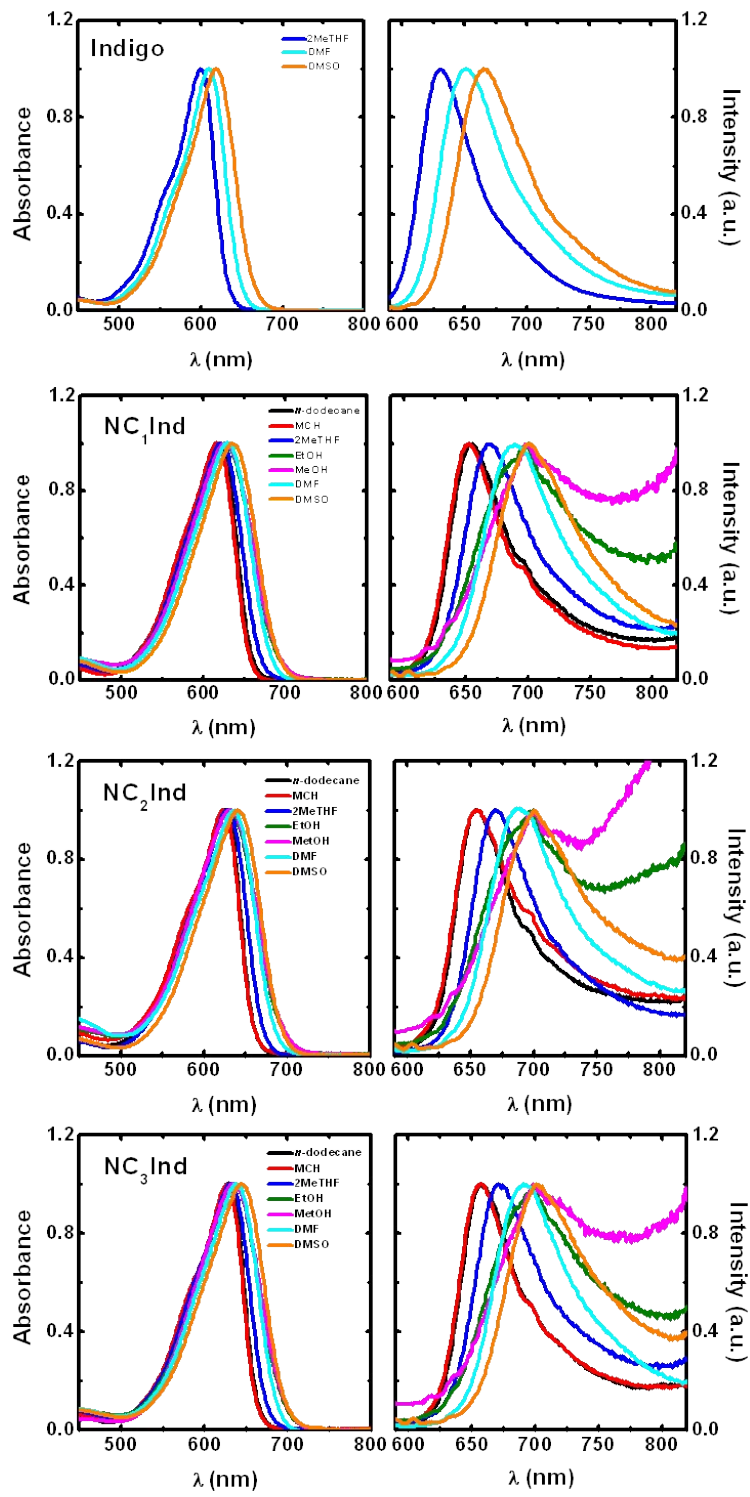 Indigo
2MeTHF
DMF
DMSO
Absorbance
Intensity (a.u.)
1.2
0.8
0.4
0.0
500 600 700 800
λ (nm)
600 650 700 750 800
λ (nm)
1.2
0.8
0.4
0.0
NC1Ind
n-dodecane
MCH
2MeTHF
EtOH
MeOH
DMF
DMSO
Absorbance
Intensity (a.u.)
1.2
0.8
0.4
0.0
500 600 700 800
λ (nm)
600 650 700 750 800
λ (nm)
1.2
0.8
0.4
0.0
NC2Ind
n-dodecane
MCH
2MeTHF
EtOH
MetOH
DMF
DMSO
Absorbance
Intensity (a.u.)
1.2
0.8
0.4
0.0
500 600 700 800
λ (nm)
600 650 700 750 800
λ (nm)
1.2
0.8
0.4
0.0
NC3Ind
n-dodecane
MCH
2MeTHF
EtOH
MetOH
DMF
DMSO
Absorbance
Intensity (a.u.)
1.2
0.8
0.4
0.0
500 600 700 800
λ (nm)
600 650 700 750 800
λ (nm)
1.2
0.8
0.4
0.0